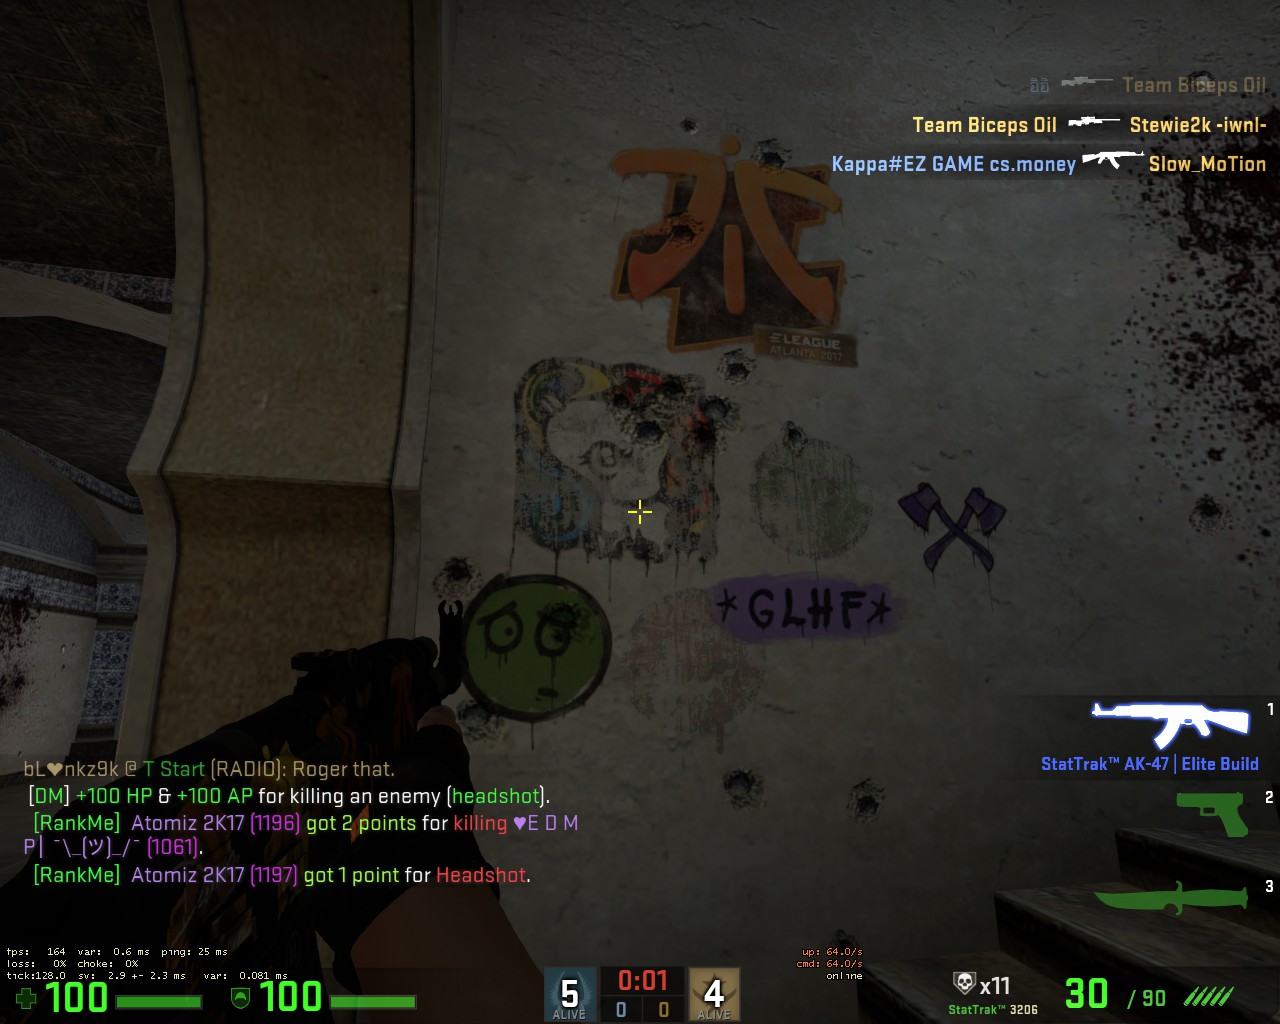 Team Biceps Oil
Team Biceps Oil Stewie2k -iwnl-
Kappa#EZ GAME cs.money Slow_MoTion
ELEAGUE
ATLANTA 2017
*GLHF*
1
StatTrak™ AK-47 | Elite Build
2
3
bL♥nkz9k @ T Start (RADIO): Roger that.
[DM] +100 HP & +100 AP for killing an enemy (headshot).
[RankMe] Atomiz 2K17 (1196) got 2 points for killing ♥E D M
P| ¯\_(ツ)_/¯ (1061).
[RankMe] Atomiz 2K17 (1197) got 1 point for Headshot.
fps: 164 var: 0.6 ms ping: 25 ms
loss: 0% choke: 0%
tick:128.0 sv: 2.9 +- 2.3 ms var: 0.081 ms
up: 64.0/s
cmd: 64.0/s
online
100 100
5 ALIVE 0:01 0 0 4 ALIVE
x11
StatTrak™ 3206
30 / 90